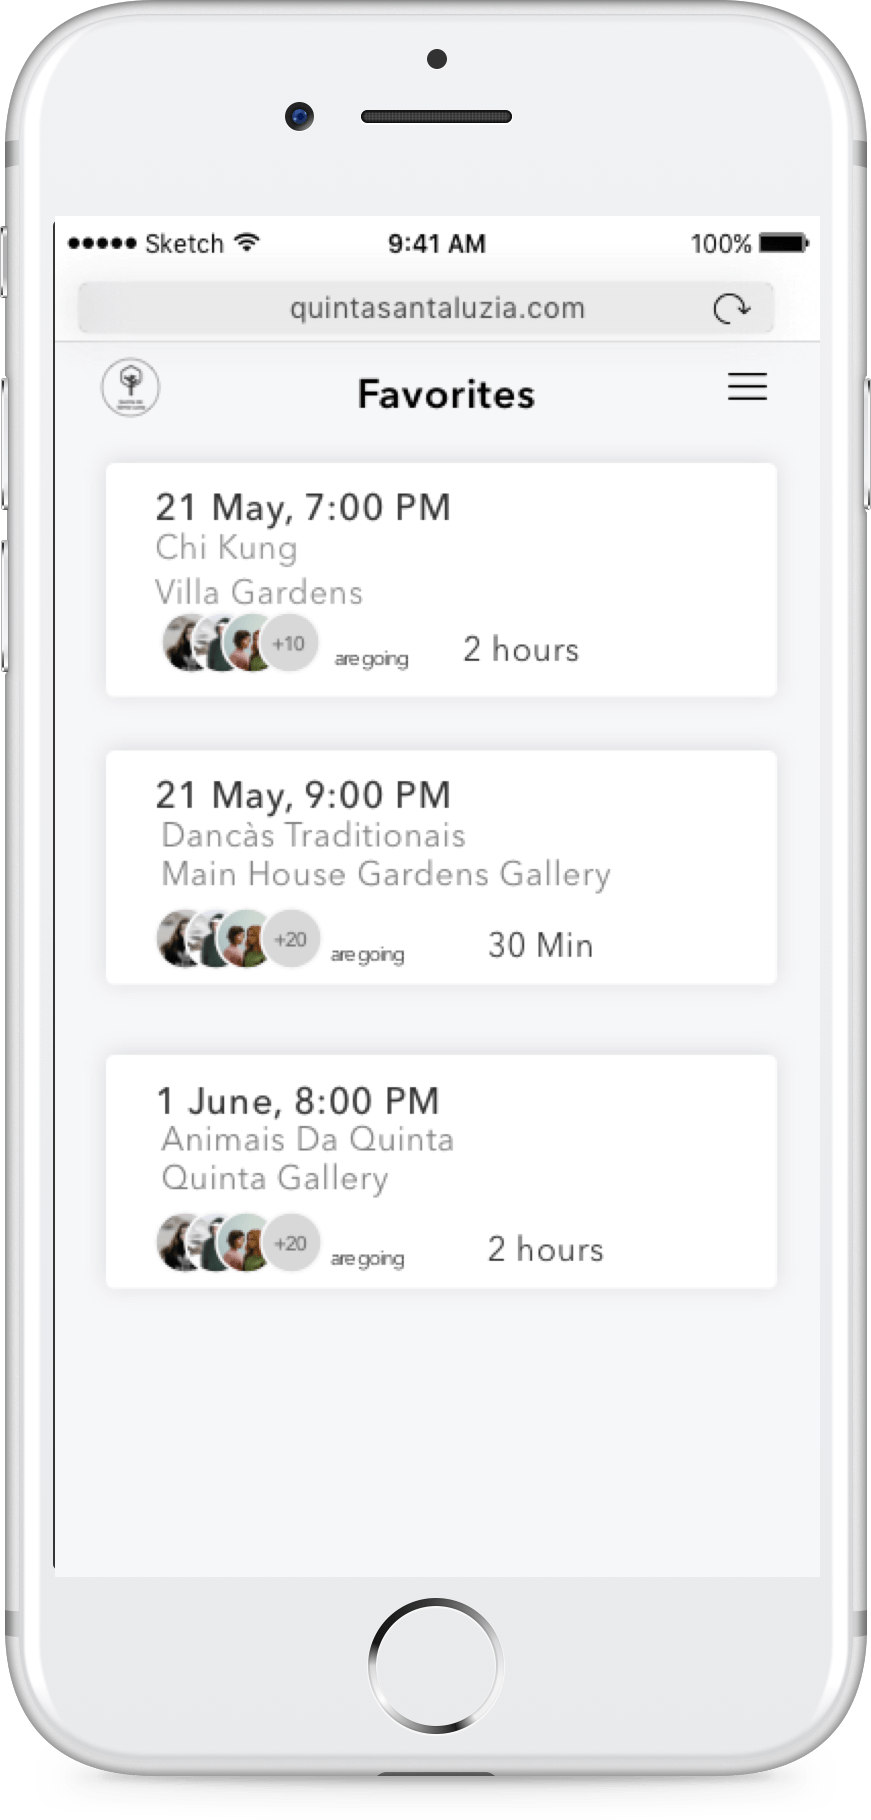 Sketch 9:41 AM 100%
quintasantaluzia.com
Favorites
21 May, 7:00 PM
Chi Kung
Villa Gardens
+10 are going 2 hours
21 May, 9:00 PM
Dancàs Traditionais
Main House Gardens Gallery
+20 are going 30 Min
1 June, 8:00 PM
Animais Da Quinta
Quinta Gallery
+20 are going 2 hours